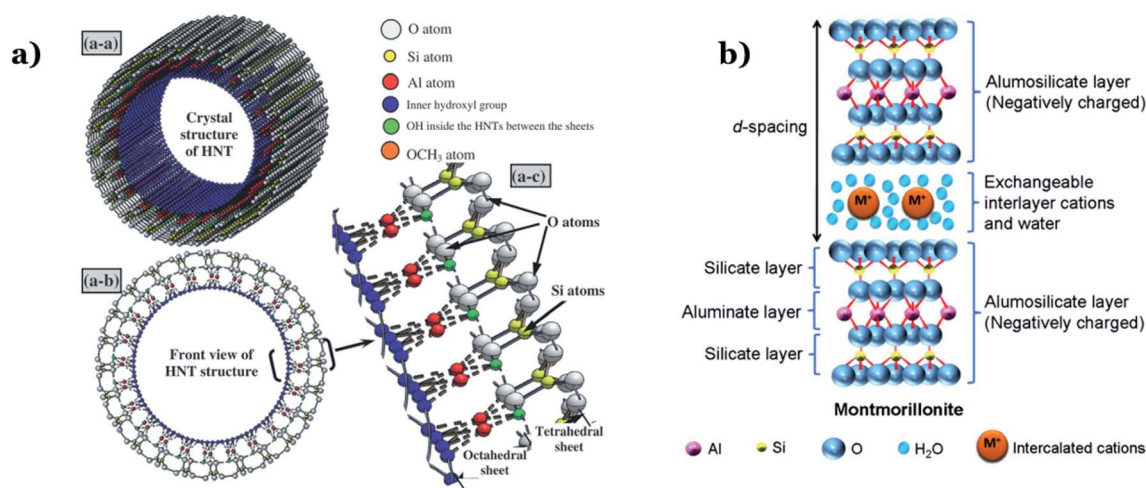 a)
(a-a)
Crystal
structure
of HNT
O atom
Si atom
Al atom
Inner hydroxyl group
OH inside the HNTs between the sheets
OCH₃ atom
(a-b)
Front view of
HNT structure
(a-c)
O atoms
Si atoms
Tetrahedral
sheet
Octahedral
sheet
b)
d-spacing
Alumosilicate layer
(Negatively charged)
M⁺ M⁺
Exchangeable
interlayer cations
and water
Silicate layer
Aluminate layer
Silicate layer
Alumosilicate layer
(Negatively charged)
Montmorillonite
Al Si O H₂O M⁺ Intercalated cations